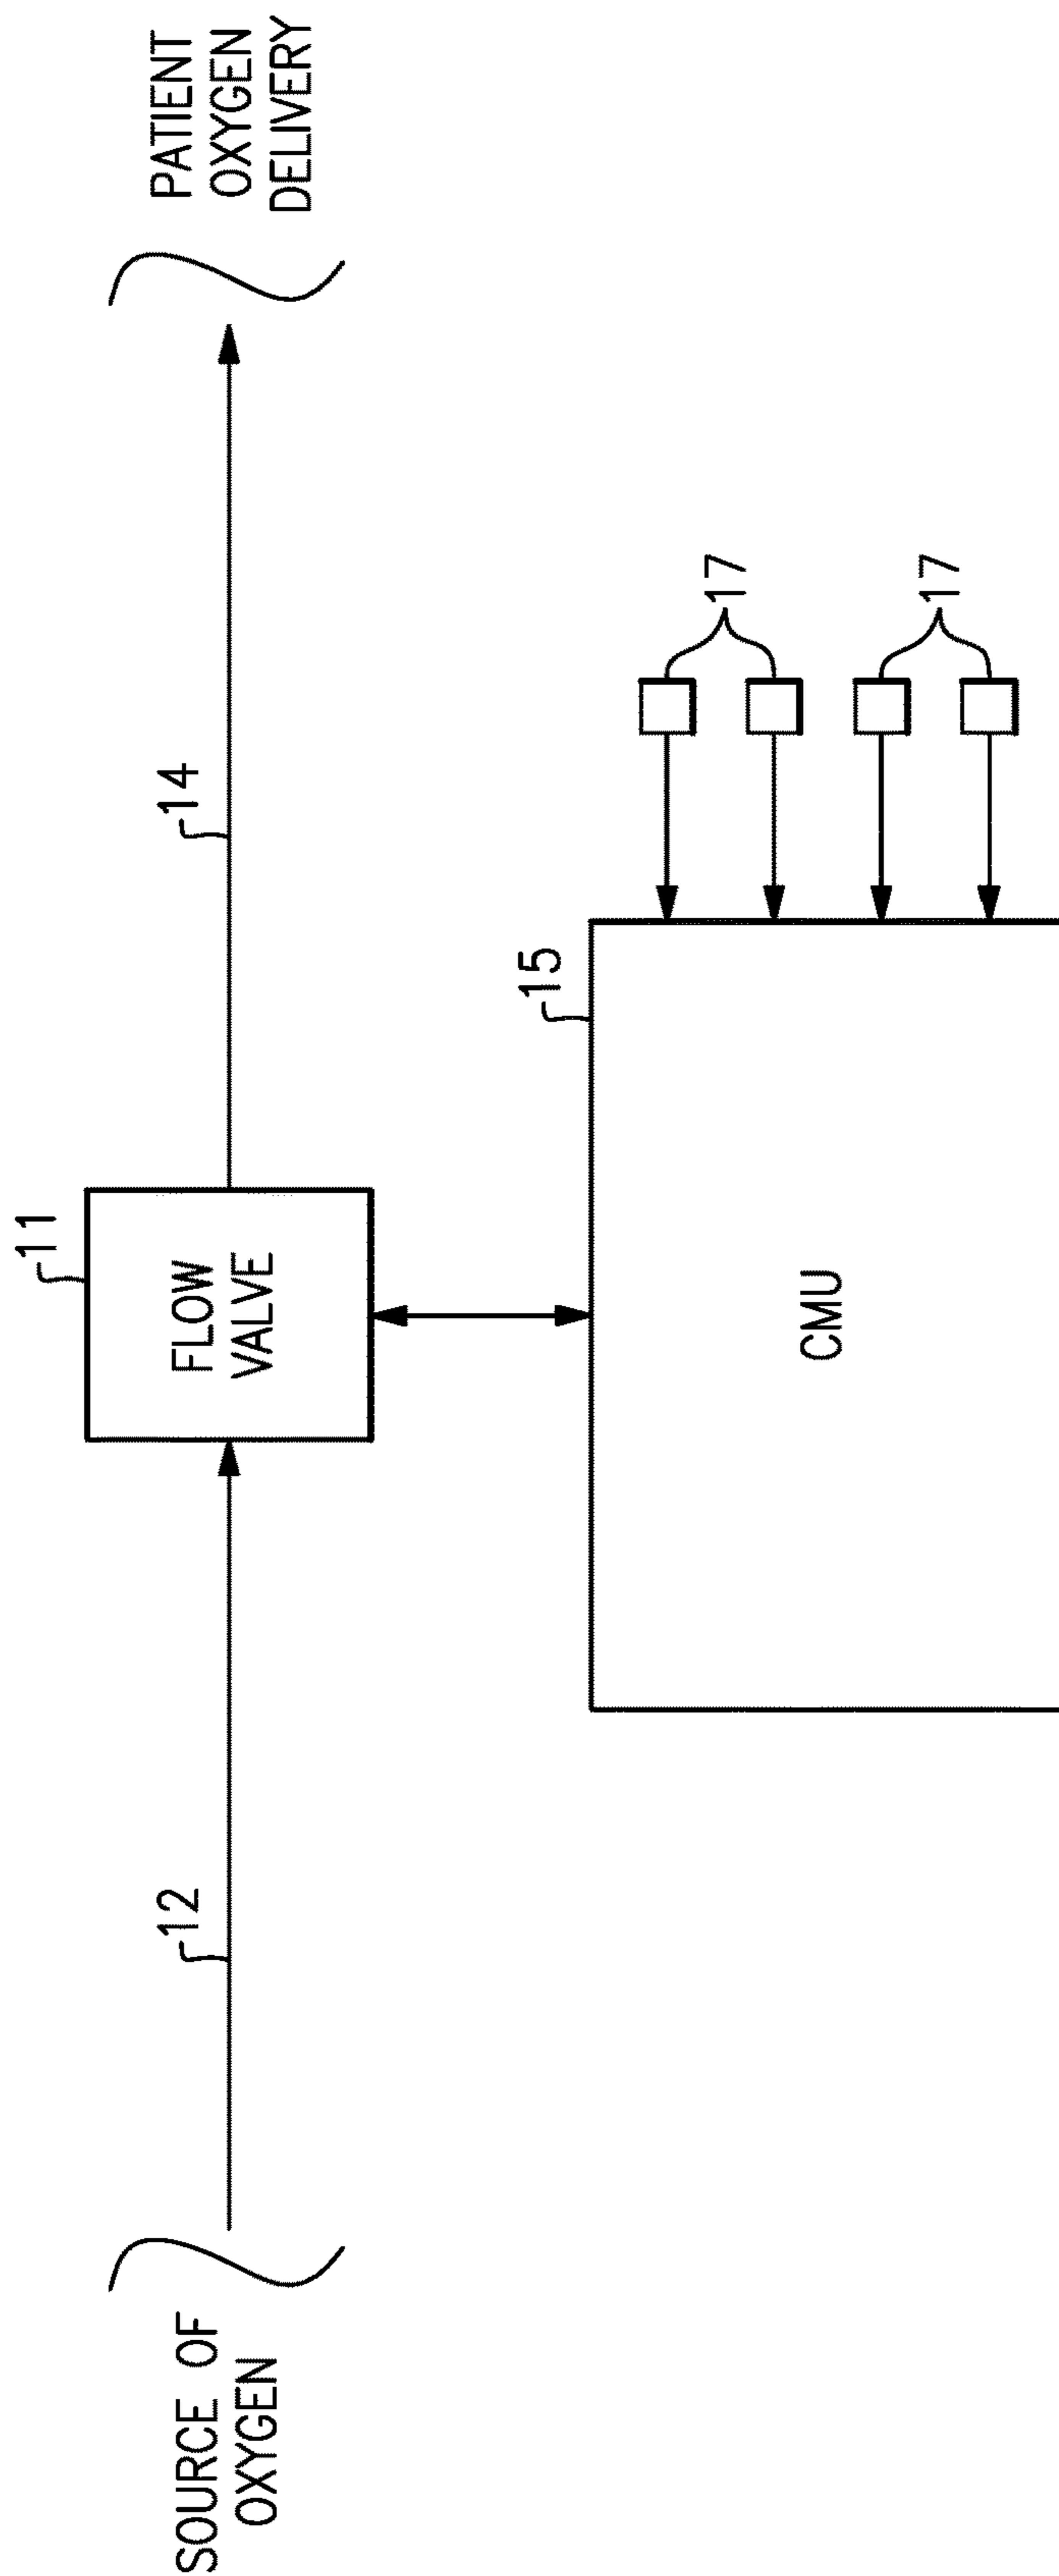 SOURCE OF
OXYGEN
12
11
FLOW
VALVE
14
PATIENT
OXYGEN
DELIVERY
15
CMU
17
17